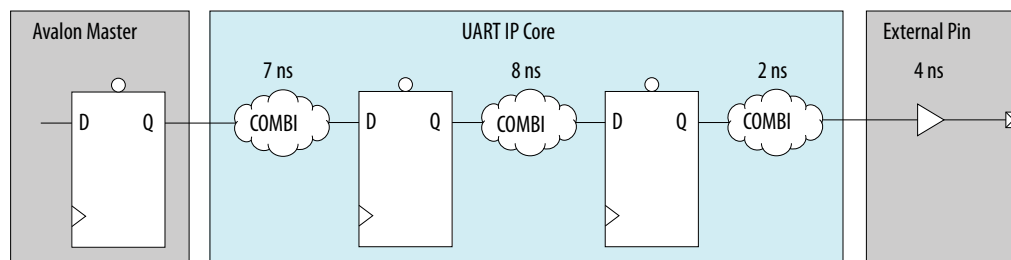 Avalon Master
UART IP Core
External Pin
7 ns
8 ns
2 ns
4 ns
D Q
COMBI
D Q
COMBI
D Q
COMBI